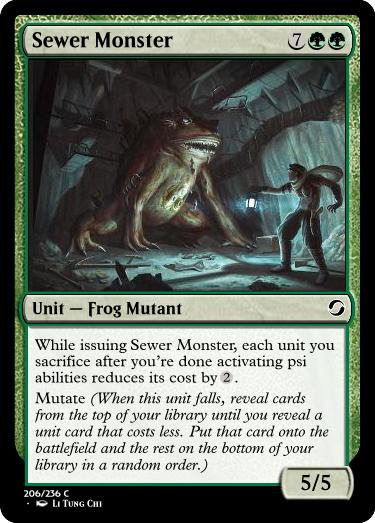 Sewer Monster 7
Unit — Frog Mutant
While issuing Sewer Monster, each unit you
sacrifice after you’re done activating psi
abilities reduces its cost by 2.
Mutate (When this unit falls, reveal cards
from the top of your library until you reveal a
unit card that costs less. Put that card onto the
battlefield and the rest on the bottom of your
library in a random order.)
5/5
206/236 C
· Li Tung Chi